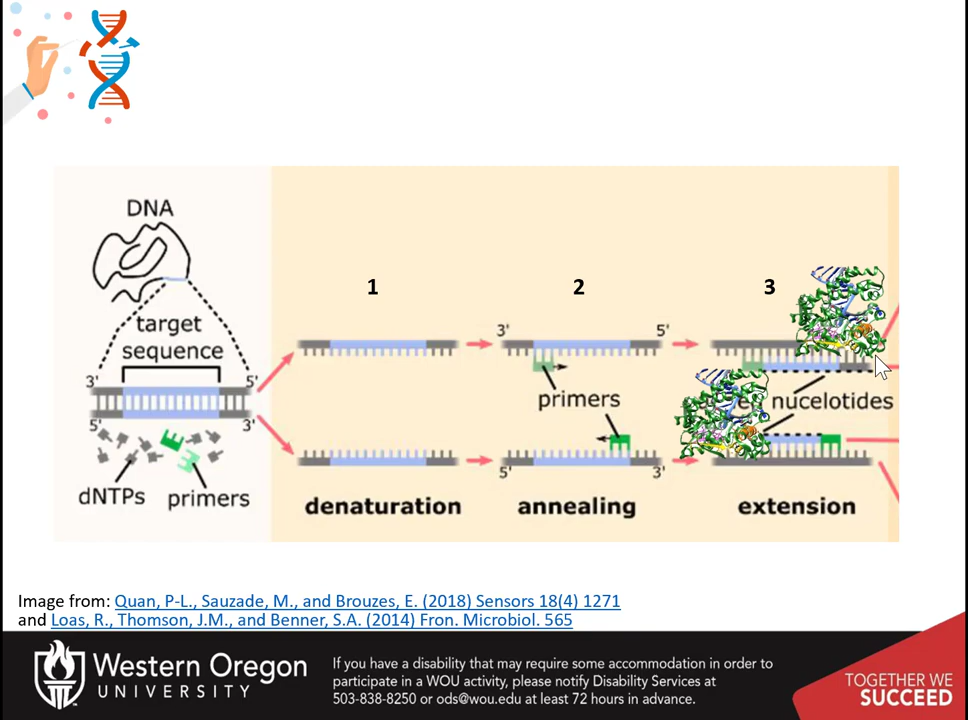 DNA
1
2
3
3'
5'
target
sequence
3'
5'
primers
nucelotides
5'
3'
5'
3'
dNTPs
primers
denaturation
annealing
extension
Image from: Quan, P-L., Sauzade, M., and Brouzes, E. (2018) Sensors 18(4) 1271
and Loas, R., Thomson, J.M., and Benner, S.A. (2014) Fron. Microbiol. 565
Western Oregon
UNIVERSITY
If you have a disability that may require some accommodation in order to
participate in a WOU activity, please notify Disability Services at
503-838-8250 or ods@wou.edu at least 72 hours in advance.
TOGETHER WE
SUCCEED